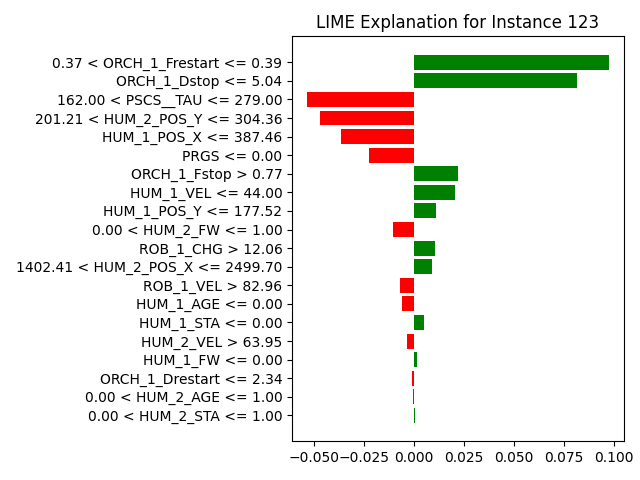 LIME Explanation for Instance 123
0.37 < ORCH_1_Frestart <= 0.39
ORCH_1_Dstop <= 5.04
162.00 < PSCS__TAU <= 279.00
201.21 < HUM_2_POS_Y <= 304.36
HUM_1_POS_X <= 387.46
PRGS <= 0.00
ORCH_1_Fstop > 0.77
HUM_1_VEL <= 44.00
HUM_1_POS_Y <= 177.52
0.00 < HUM_2_FW <= 1.00
ROB_1_CHG > 12.06
1402.41 < HUM_2_POS_X <= 2499.70
ROB_1_VEL > 82.96
HUM_1_AGE <= 0.00
HUM_1_STA <= 0.00
HUM_2_VEL > 63.95
HUM_1_FW <= 0.00
ORCH_1_Drestart <= 2.34
0.00 < HUM_2_AGE <= 1.00
0.00 < HUM_2_STA <= 1.00
−0.050 −0.025 0.000 0.025 0.050 0.075 0.100